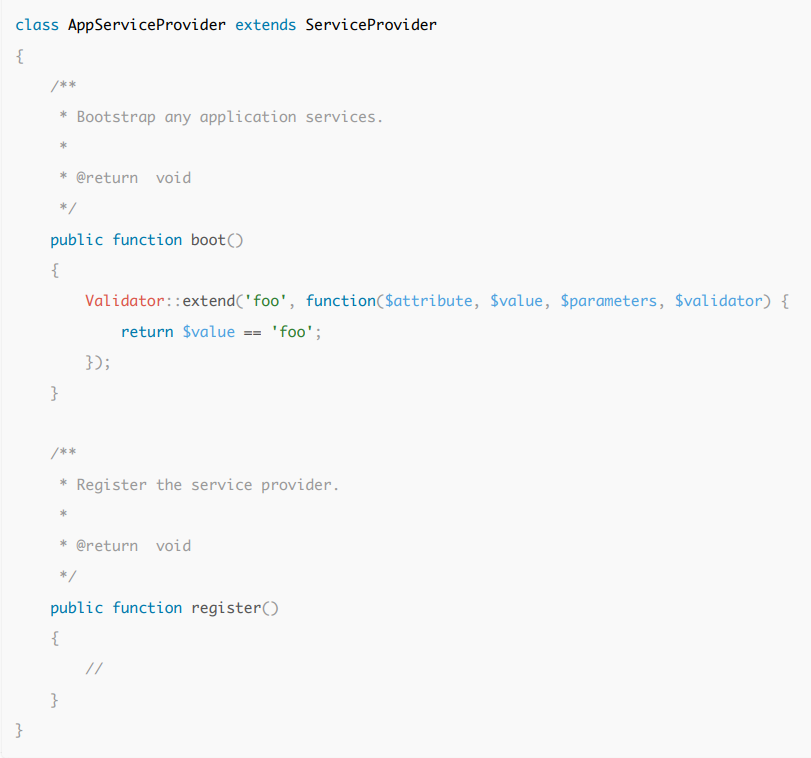 class AppServiceProvider extends ServiceProvider
{
    /**
     * Bootstrap any application services.
     *
     * @return  void
     */
    public function boot()
    {
        Validator::extend('foo', function($attribute, $value, $parameters, $validator) {
            return $value == 'foo';
        });
    }

    /**
     * Register the service provider.
     *
     * @return  void
     */
    public function register()
    {
        //
    }
}